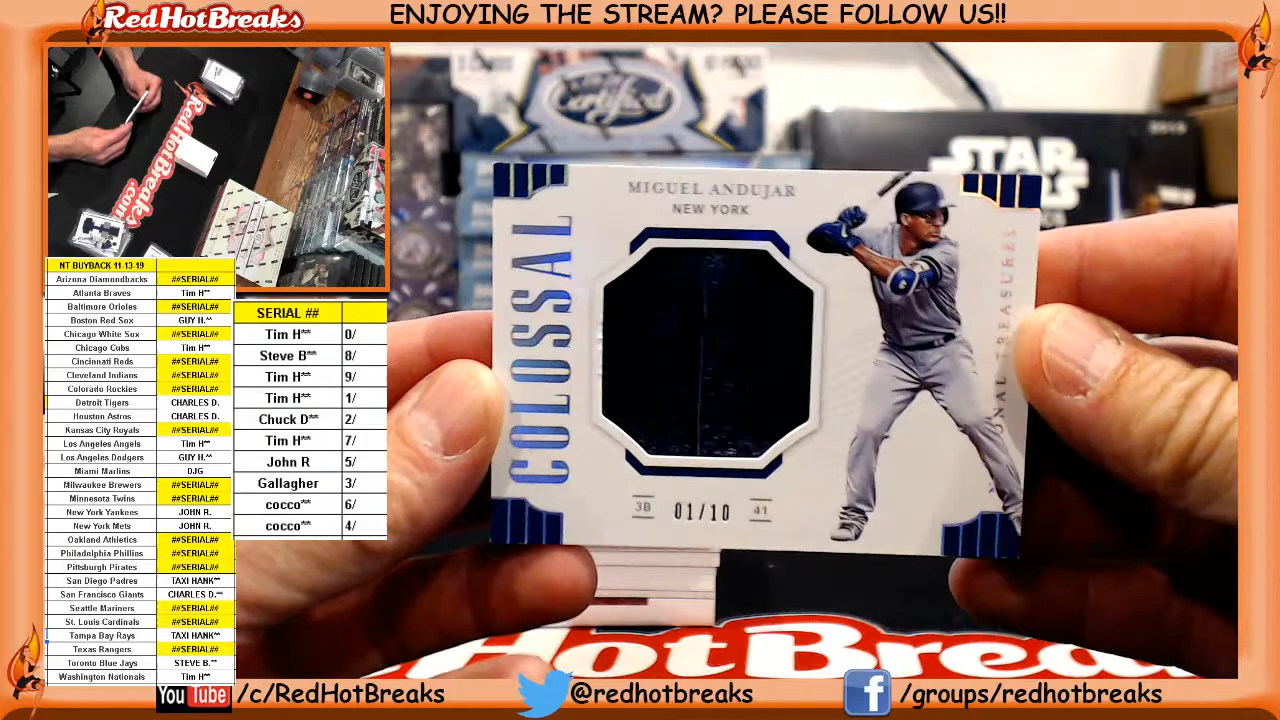 RedHotBreaks
ENJOYING THE STREAM? PLEASE FOLLOW US!!
RedHotBreaks
.com
Certified
STAR
WARS
MIGUEL ANDUJAR
NEW YORK
COLOSSAL
3B 01/10 41
NT BUYBACK 11-13-19
Arizona Diamondbacks ##SERIAL##
Atlanta Braves Tim H**
Baltimore Orioles ##SERIAL##
Boston Red Sox GUY H.^^
Chicago White Sox ##SERIAL##
Chicago Cubs Tim H**
Cincinnati Reds ##SERIAL##
Cleveland Indians ##SERIAL##
Colorado Rockies ##SERIAL##
Detroit Tigers CHARLES D.
Houston Astros CHARLES D.
Kansas City Royals ##SERIAL##
Los Angeles Angels Tim H**
Los Angeles Dodgers GUY H.^^
Miami Marlins DJG
Milwaukee Brewers ##SERIAL##
Minnesota Twins ##SERIAL##
New York Yankees JOHN R.
New York Mets JOHN R.
Oakland Athletics ##SERIAL##
Philadelphia Phillies ##SERIAL##
Pittsburgh Pirates ##SERIAL##
San Diego Padres TAXI HANK**
San Francisco Giants CHARLES D.^^
Seattle Mariners ##SERIAL##
St. Louis Cardinals ##SERIAL##
Tampa Bay Rays TAXI HANK**
Texas Rangers ##SERIAL##
Toronto Blue Jays STEVE B.**
Washington Nationals Tim H**
SERIAL ##
Tim H** 0/
Steve B** 8/
Tim H** 9/
Tim H** 1/
Chuck D** 2/
Tim H** 7/
John R 5/
Gallagher 3/
cocco** 6/
cocco** 4/
HotBrea
YouTube /c/RedHotBreaks
@redhotbreaks
f /groups/redhotbreaks